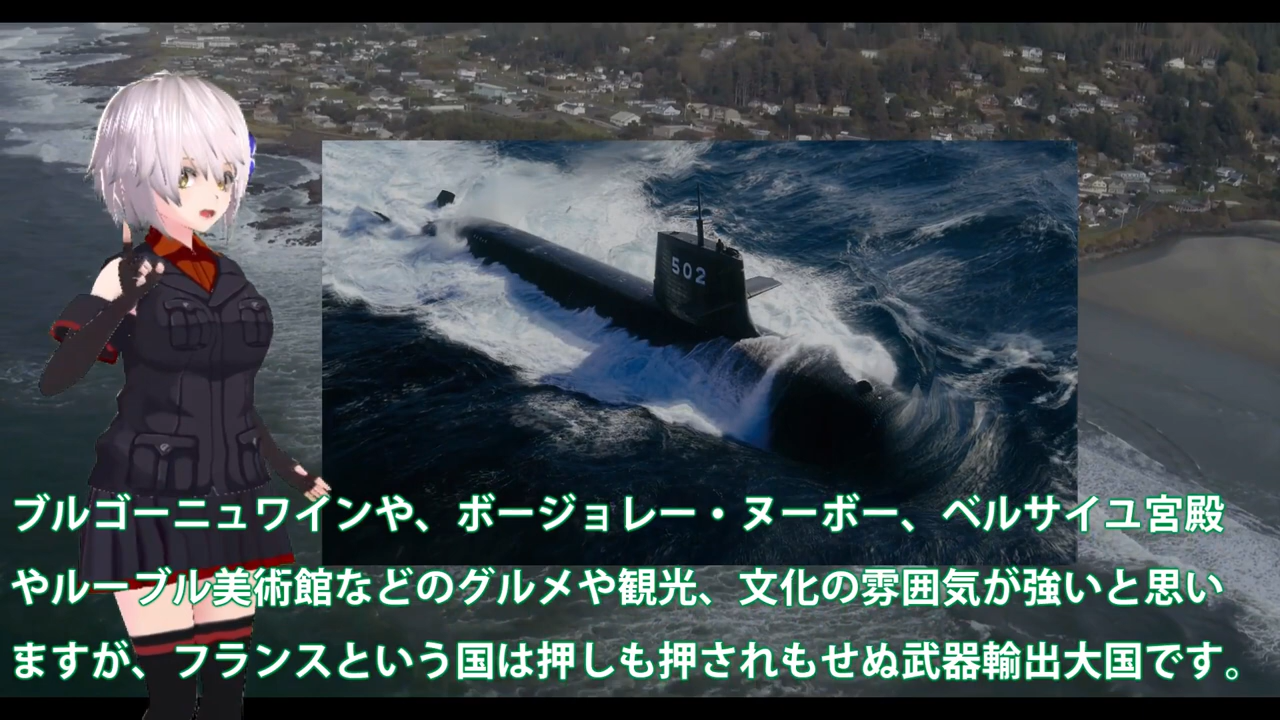 502
ブルゴーニュワインや、ボージョレー・ヌーボー、ベルサイユ宮殿
やルーブル美術館などのグルメや観光、文化の雰囲気が強いと思い
ますが、フランスという国は押しも押されもせぬ武器輸出大国です。